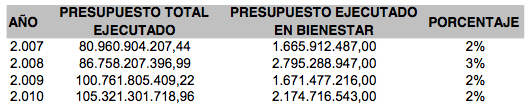 AÑO PRESUPUESTO TOTAL EJECUTADO PRESUPUESTO EJECUTADO EN BIENESTAR PORCENTAJE
2.007 80.960.904.207,44 1.665.912.487,00 2%
2.008 86.758.207.396,99 2.795.288.947,00 3%
2.009 100.761.805.409,22 1.671.477.216,00 2%
2.010 105.321.301.718,96 2.174.716.543,00 2%